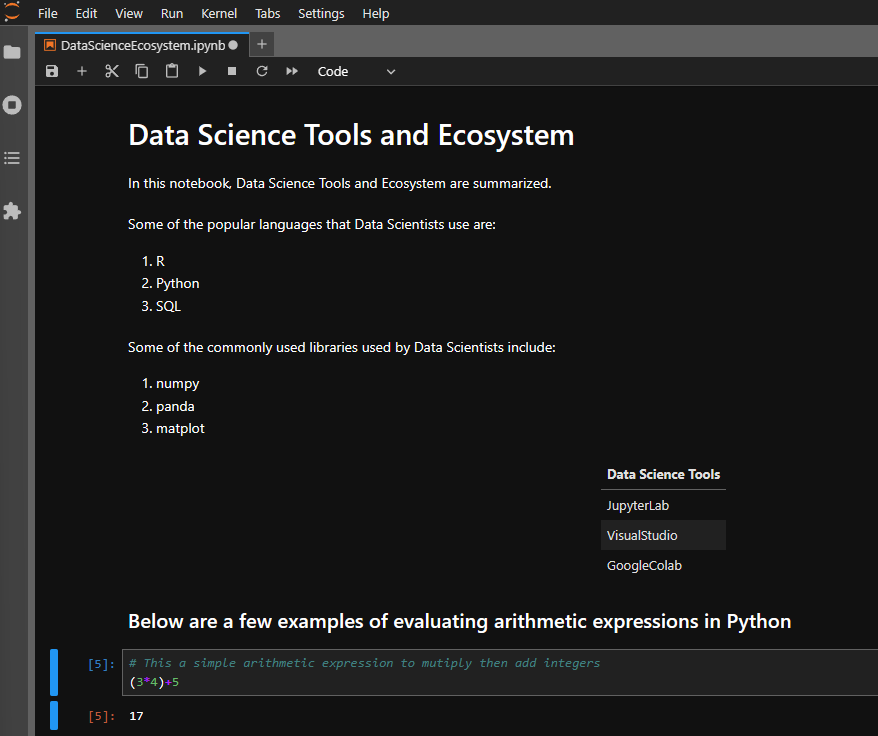 File Edit View Run Kernel Tabs Settings Help
DataScienceEcosystem.ipynb
Code
Data Science Tools and Ecosystem
In this notebook, Data Science Tools and Ecosystem are summarized.
Some of the popular languages that Data Scientists use are:
1. R
2. Python
3. SQL
Some of the commonly used libraries used by Data Scientists include:
1. numpy
2. panda
3. matplot
Data Science Tools
JupyterLab
VisualStudio
GoogleColab
Below are a few examples of evaluating arithmetic expressions in Python
[5]: # This a simple arithmetic expression to mutiply then add integers
(3*4)+5
[5]: 17